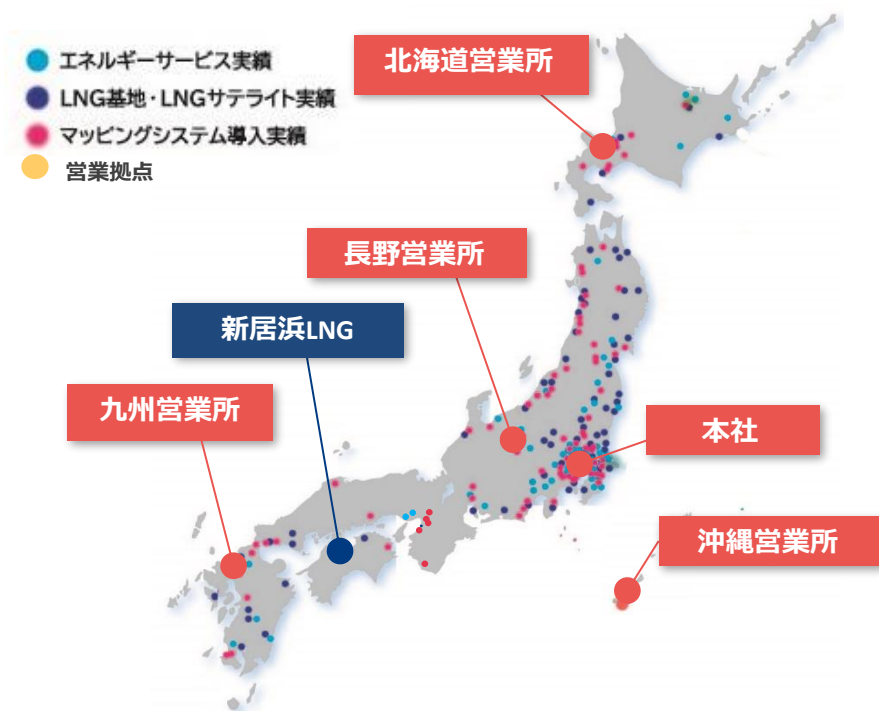 エネルギーサービス実績
LNG基地・LNGサテライト実績
マッピングシステム導入実績
営業拠点
北海道営業所
長野営業所
新居浜LNG
九州営業所
本社
沖縄営業所